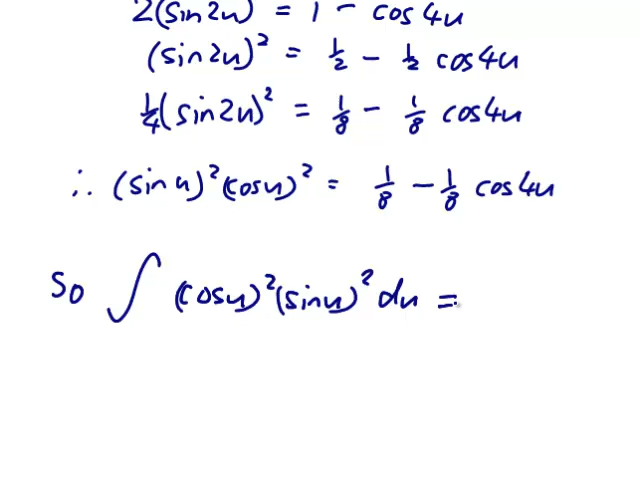 2(sin2u) = 1 - cos4u
(sin2u)² = 1/2 - 1/2 cos4u
1/4(sin2u)² = 1/8 - 1/8 cos4u
∴ (sinu)²(cosu)² = 1/8 - 1/8 cos4u
So ∫ (cosu)²(sinu)² du =